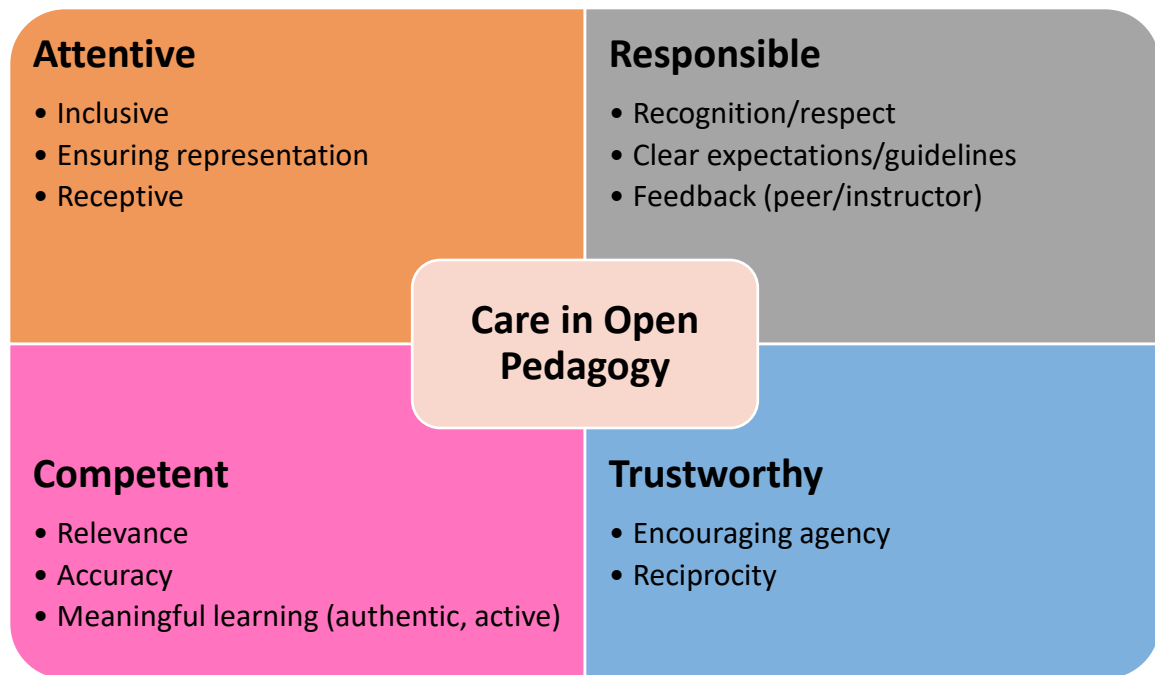 Attentive
• Inclusive
• Ensuring representation
• Receptive
Responsible
• Recognition/respect
• Clear expectations/guidelines
• Feedback (peer/instructor)
Care in Open
Pedagogy
Competent
• Relevance
• Accuracy
• Meaningful learning (authentic, active)
Trustworthy
• Encouraging agency
• Reciprocity